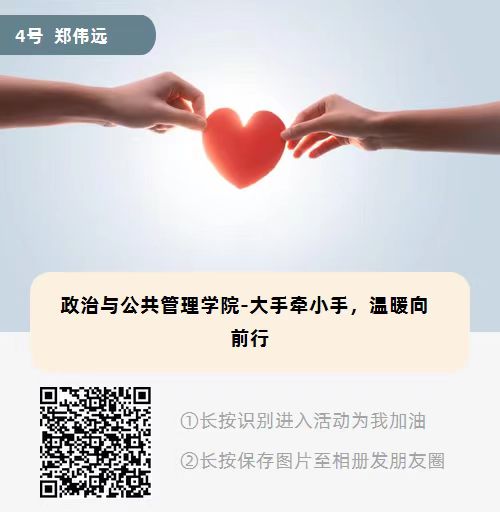 4号 郑伟远
政治与公共管理学院-大手牵小手，温暖向
前行
①长按识别进入活动为我加油
②长按保存图片至相册发朋友圈